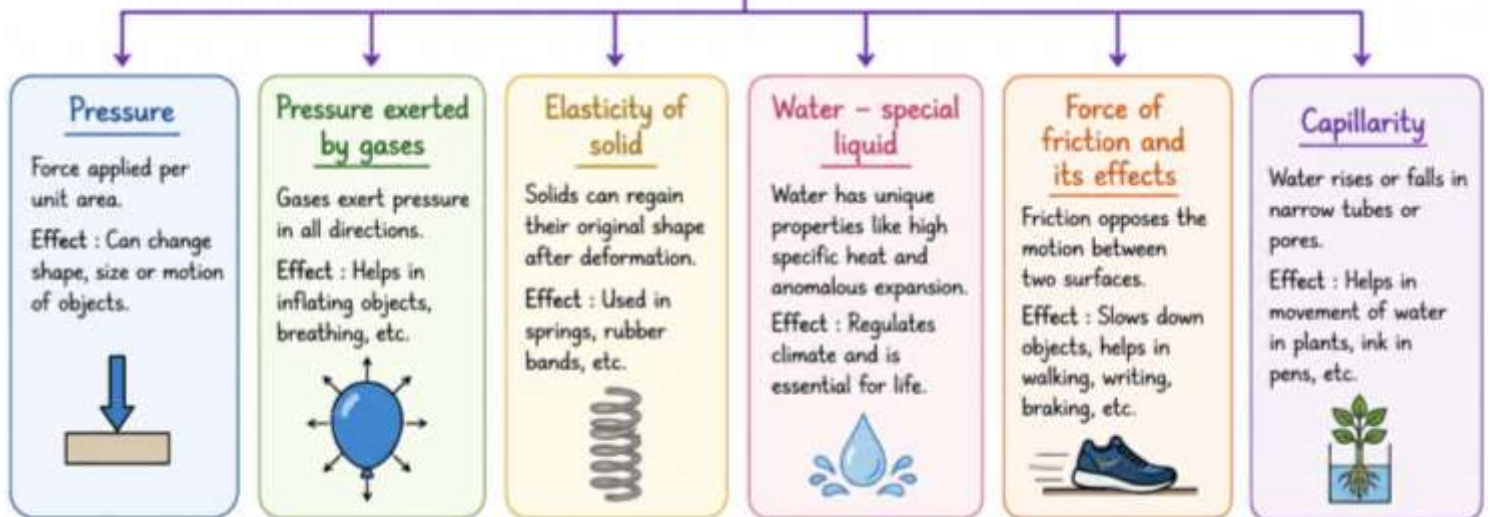 Pressure
Force applied per
unit area.
Effect : Can change
shape, size or motion
of objects.
Pressure exerted
by gases
Gases exert pressure
in all directions.
Effect : Helps in
inflating objects,
breathing, etc.
Elasticity of
solid
Solids can regain
their original shape
after deformation.
Effect : Used in
springs, rubber
bands, etc.
Water – special
liquid
Water has unique
properties like high
specific heat and
anomalous expansion.
Effect : Regulates
climate and is
essential for life.
Force of
friction and
its effects
Friction opposes the
motion between
two surfaces.
Effect : Slows down
objects, helps in
walking, writing,
braking, etc.
Capillarity
Water rises or falls in
narrow tubes or
pores.
Effect : Helps in
movement of water
in plants, ink in
pens, etc.